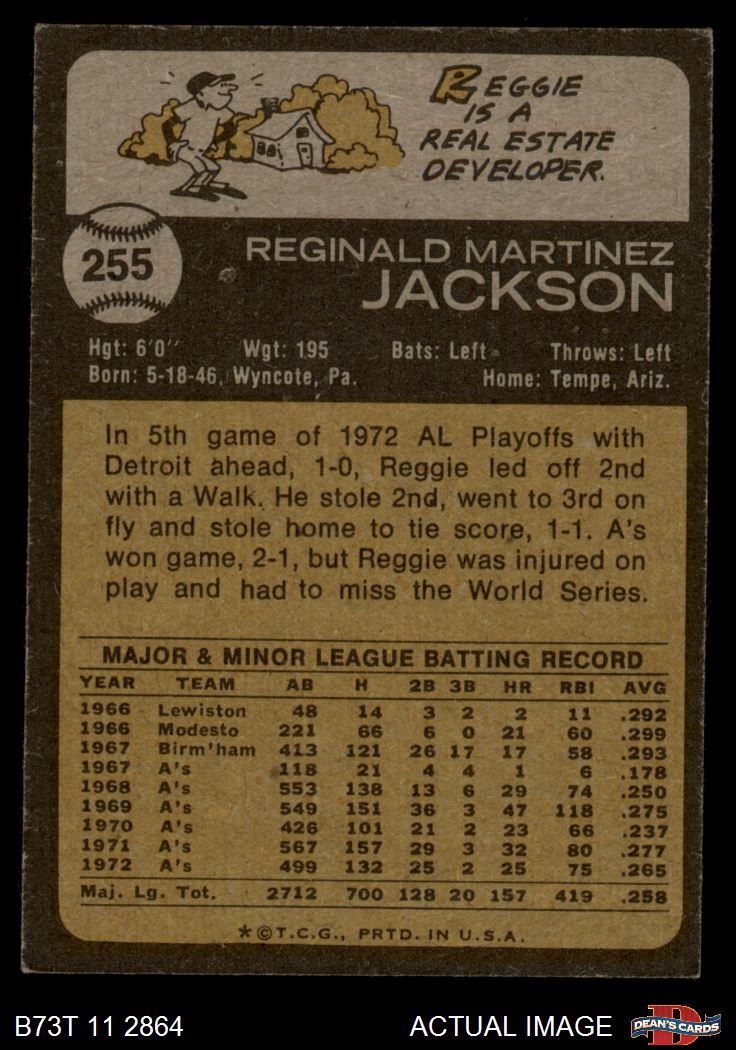 REGGIE
IS A
REAL ESTATE
DEVELOPER.
255
REGINALD MARTINEZ
JACKSON
Hgt: 6'0" Wgt: 195 Bats: Left Throws: Left
Born: 5-18-46, Wyncote, Pa. Home: Tempe, Ariz.
In 5th game of 1972 AL Playoffs with
Detroit ahead, 1-0, Reggie led off 2nd
with a Walk. He stole 2nd, went to 3rd on
fly and stole home to tie score, 1-1. A's
won game, 2-1, but Reggie was injured on
play and had to miss the World Series.
MAJOR & MINOR LEAGUE BATTING RECORD
YEAR TEAM AB H 2B 3B HR RBI AVG
1966 Lewiston 48 14 3 2 2 11 .292
1966 Modesto 221 66 6 0 21 60 .299
1967 Birm'ham 413 121 26 17 17 58 .293
1967 A's 118 21 4 4 1 6 .178
1968 A's 553 138 13 6 29 74 .250
1969 A's 549 151 36 3 47 118 .275
1970 A's 426 101 21 2 23 66 .237
1971 A's 567 157 29 3 32 80 .277
1972 A's 499 132 25 2 25 75 .265
Maj. Lg. Tot. 2712 700 128 20 157 419 .258
*©T.C.G., PRTD. IN U.S.A.
B73T 11 2864 ACTUAL IMAGE D DEAN'S CARDS